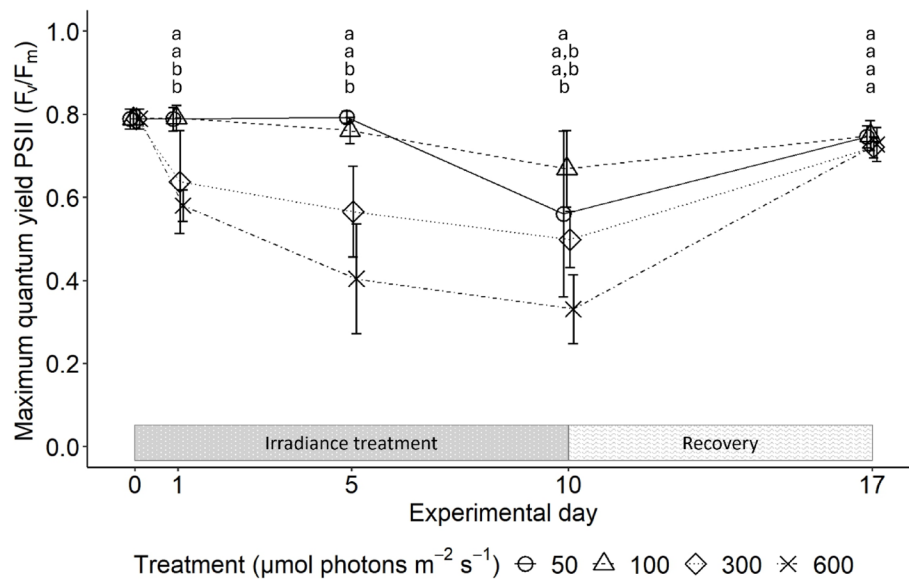 Maximum quantum yield PSII (Fv/Fm)
1.0
0.8
0.6
0.4
0.2
0.0
a a a a
a a a,b a
b b a,b a
b b b a
Irradiance treatment Recovery
0 1 5 10 17
Experimental day
Treatment (μmol photons m⁻² s⁻¹) 50 100 300 600